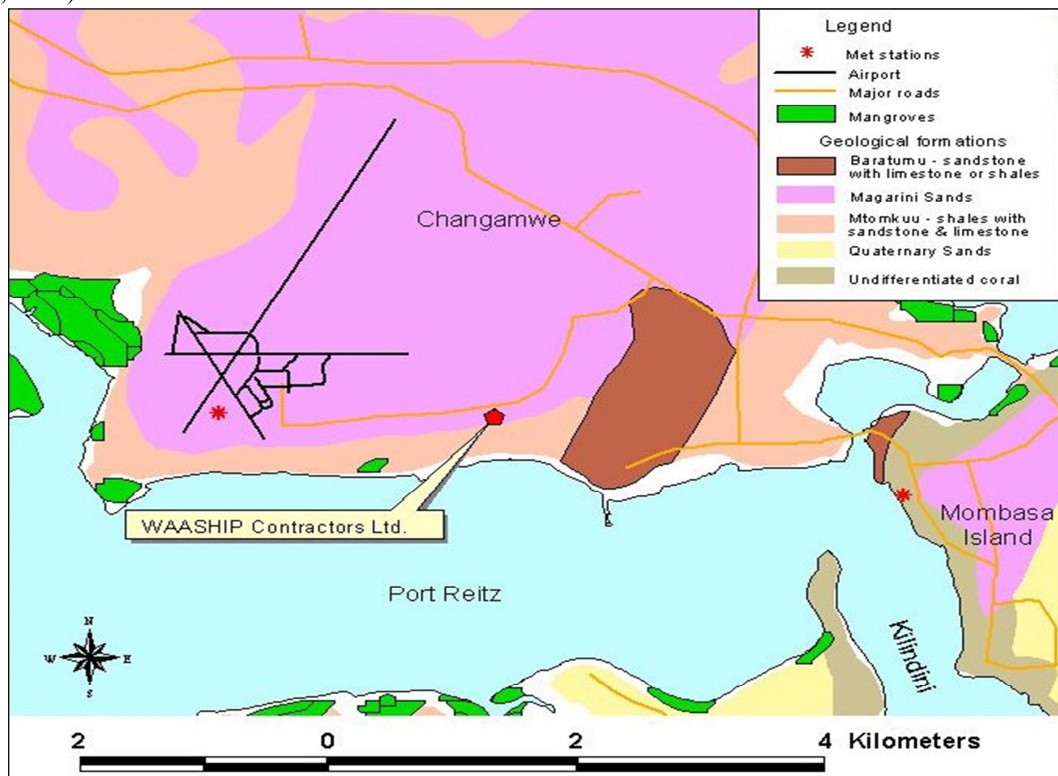 Legend
Met stations
Airport
Major roads
Mangroves
Geological formations
Baratumu - sandstone
with limestone or shales
Magarini Sands
Mtomkuu - shales with
sandstone & limestone
Quaternary Sands
Undifferentiated coral
Changamwe
WAASHIP Contractors Ltd.
Mombasa
Island
Port Reitz
Kilindini
N
W E
S
2 0 2 4 Kilometers